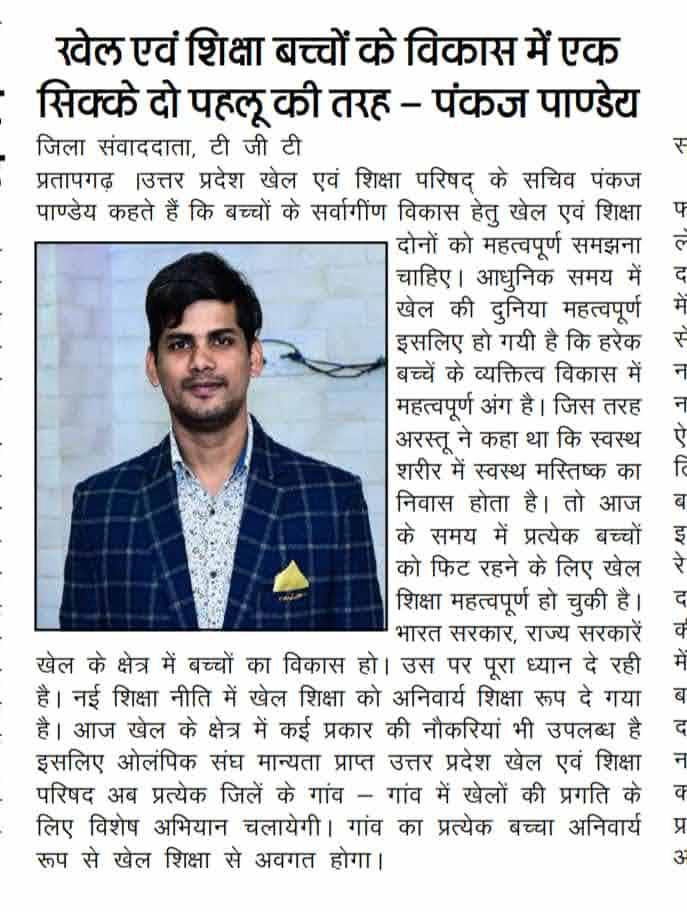 खेल एवं शिक्षा बच्चों के विकास में एक
सिक्के दो पहलू की तरह – पंकज पाण्डेय
जिला संवाददाता, टी जी टी
प्रतापगढ़ ।उत्तर प्रदेश खेल एवं शिक्षा परिषद् के सचिव पंकज
पाण्डेय कहते हैं कि बच्चों के सर्वागीण विकास हेतु खेल एवं शिक्षा
दोनों को महत्वपूर्ण समझना
चाहिए। आधुनिक समय में
खेल की दुनिया महत्वपूर्ण
इसलिए हो गयी है कि हरेक
बच्चें के व्यक्तित्व विकास में
महत्वपूर्ण अंग है। जिस तरह
अरस्तू ने कहा था कि स्वस्थ
शरीर में स्वस्थ मस्तिष्क का
निवास होता है। तो आज
के समय में प्रत्येक बच्चों
को फिट रहने के लिए खेल
शिक्षा महत्वपूर्ण हो चुकी है।
भारत सरकार, राज्य सरकारें
खेल के क्षेत्र में बच्चों का विकास हो। उस पर पूरा ध्यान दे रही
है। नई शिक्षा नीति में खेल शिक्षा को अनिवार्य शिक्षा रूप दे गया
है। आज खेल के क्षेत्र में कई प्रकार की नौकरियां भी उपलब्ध है
इसलिए ओलंपिक संघ मान्यता प्राप्त उत्तर प्रदेश खेल एवं शिक्षा
परिषद अब प्रत्येक जिलें के गांव – गांव में खेलों की प्रगति के
लिए विशेष अभियान चलायेगी। गांव का प्रत्येक बच्चा अनिवार्य
रूप से खेल शिक्षा से अवगत होगा।